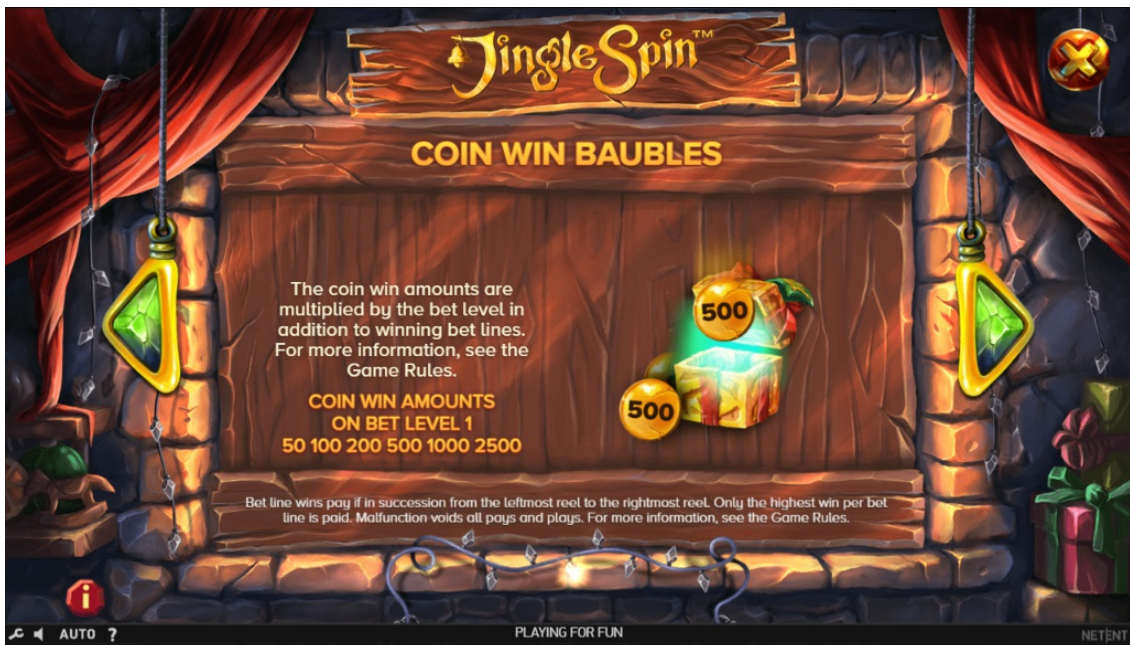 Jingle Spin™
COIN WIN BAUBLES
The coin win amounts are
multiplied by the bet level in
addition to winning bet lines.
For more information, see the
Game Rules.
COIN WIN AMOUNTS
ON BET LEVEL 1
50 100 200 500 1000 2500
500
500
Bet line wins pay if in succession from the leftmost reel to the rightmost reel. Only the highest win per bet
line is paid. Malfunction voids all pays and plays. For more information, see the Game Rules.
i
AUTO ?
PLAYING FOR FUN
NETENT